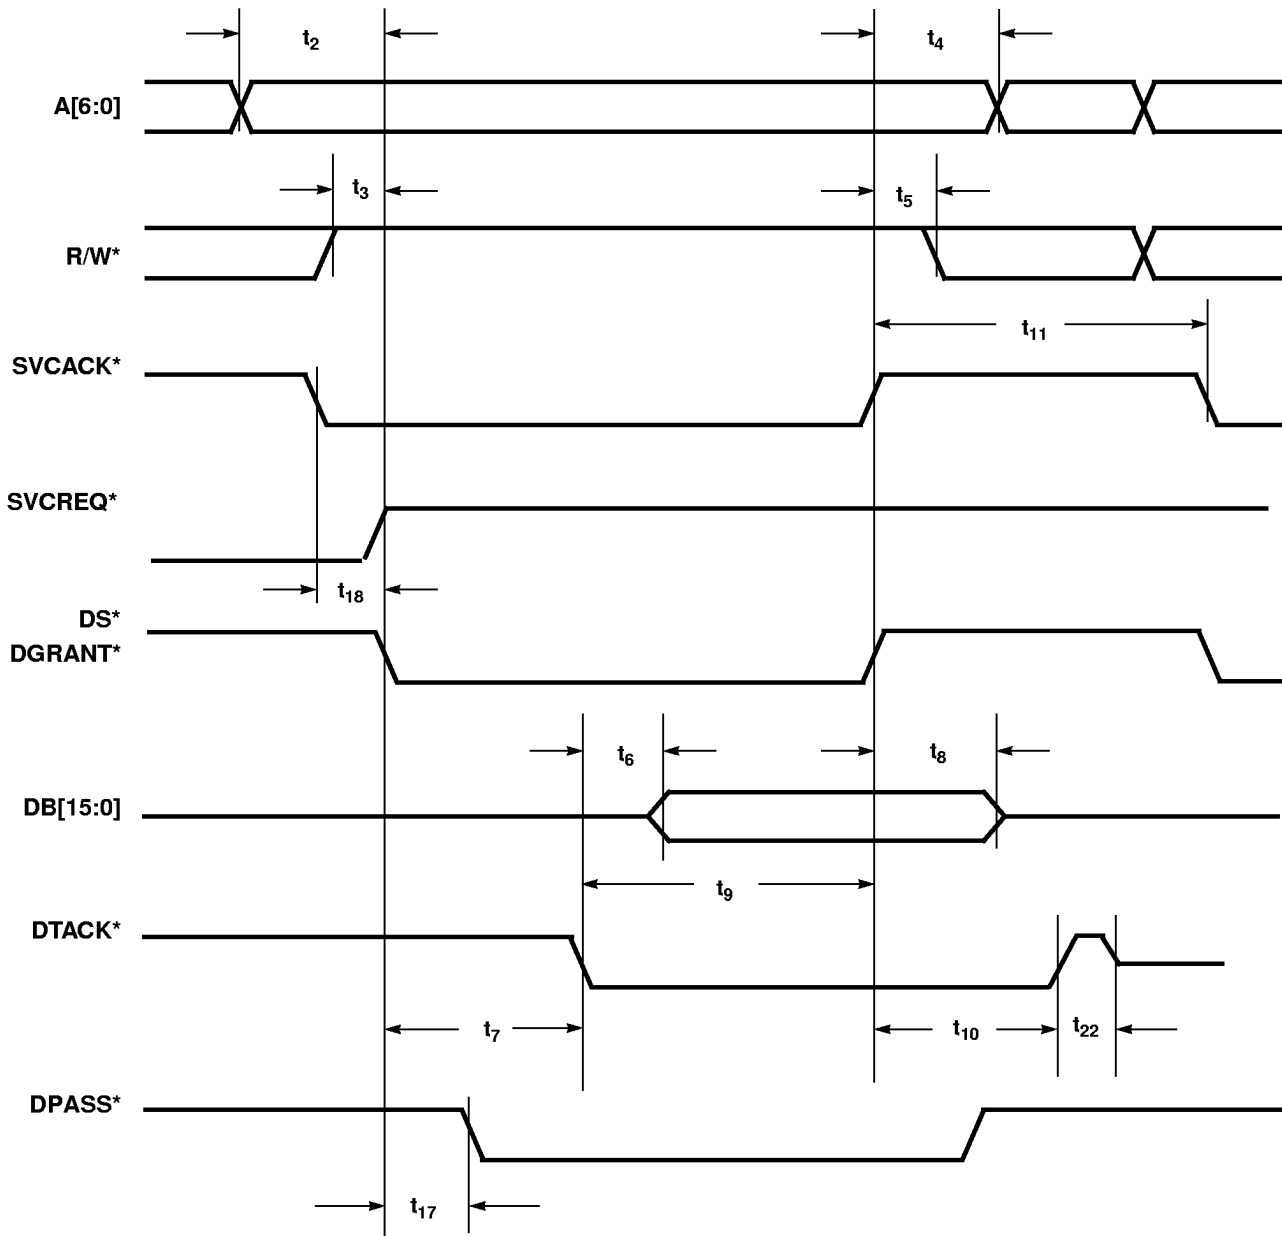 t2
t4
A[6:0]
t3
t5
R/W*
t11
SVCACK*
SVCREQ*
t18
DS*
DGRANT*
t6
t8
DB[15:0]
t9
DTACK*
t7
t10
t22
DPASS*
t17